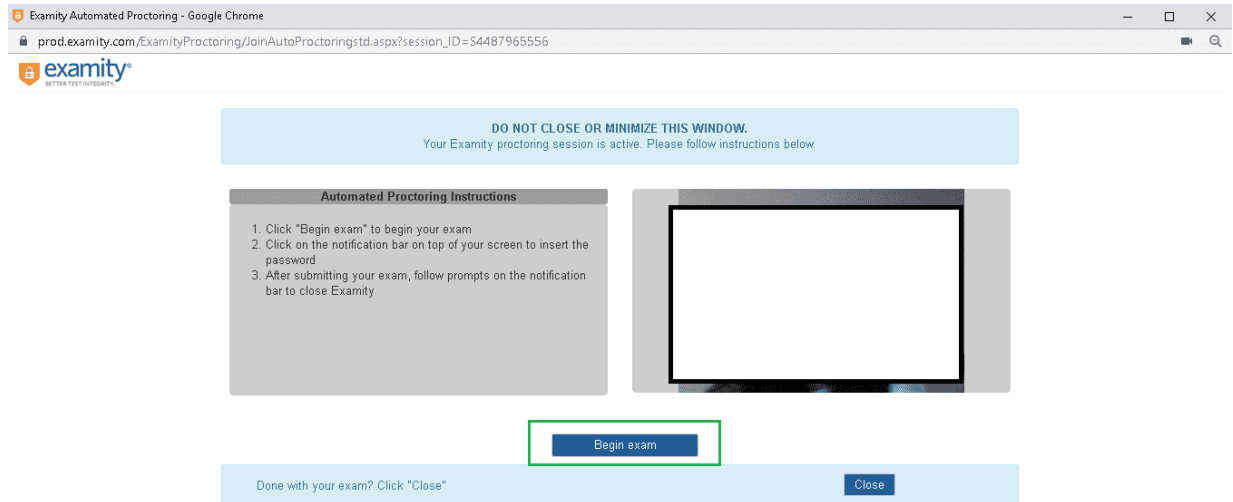 Examity Automated Proctoring - Google Chrome
prod.examity.com/ExamityProctoring/JoinAutoProctoringstd.aspx?session_ID=S4487965556
examity®
BETTER TEST INTEGRITY.
DO NOT CLOSE OR MINIMIZE THIS WINDOW.
Your Examity proctoring session is active. Please follow instructions below.
Automated Proctoring Instructions
1. Click "Begin exam" to begin your exam
2. Click on the notification bar on top of your screen to insert the
password
3. After submitting your exam, follow prompts on the notification
bar to close Examity
Begin exam
Done with your exam? Click "Close"
Close